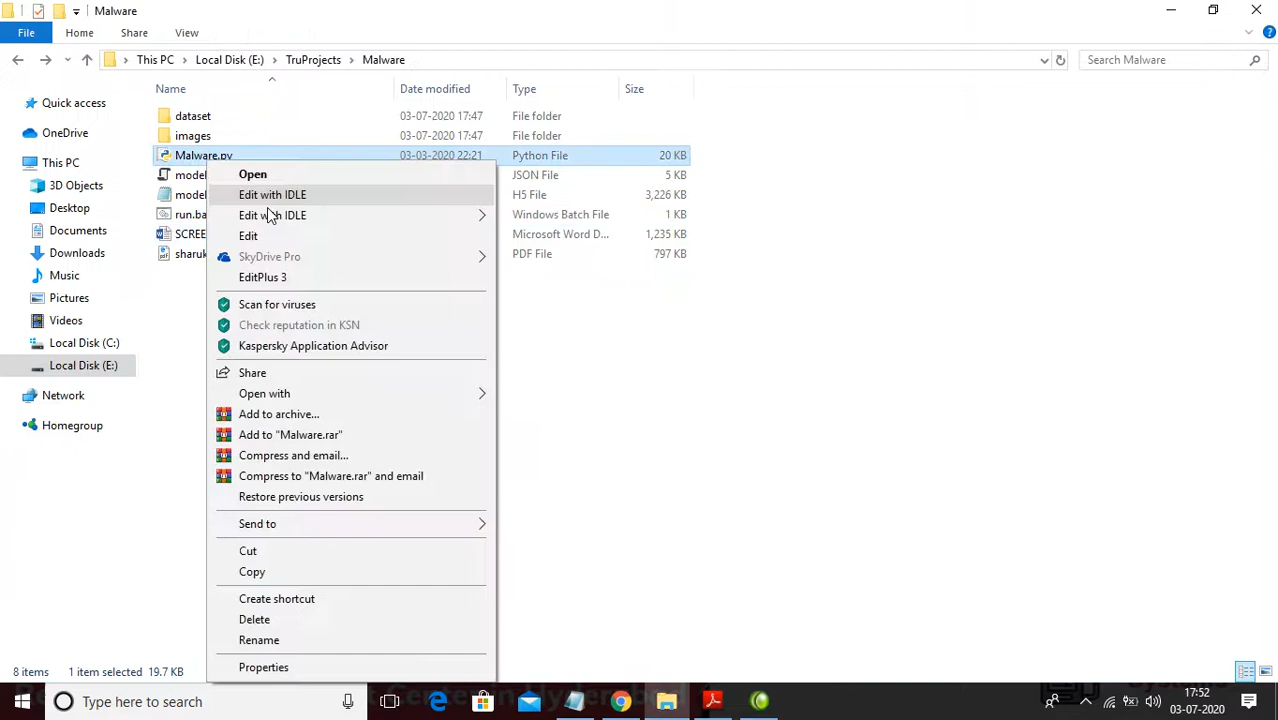 Malware
File Home Share View
This PC Local Disk (E:) TruProjects Malware
Search Malware
Name Date modified Type Size
Quick access
OneDrive
This PC
3D Objects
Desktop
Documents
Downloads
Music
Pictures
Videos
Local Disk (C:)
Local Disk (E:)
Network
Homegroup
dataset 03-07-2020 17:47 File folder
images 03-07-2020 17:47 File folder
Malware.py 03-03-2020 22:21 Python File 20 KB
model JSON File 5 KB
model H5 File 3,226 KB
run.ba Windows Batch File 1 KB
SCREE Microsoft Word D... 1,235 KB
sharuk PDF File 797 KB
Open
Edit with IDLE
Edit with IDLE
Edit
SkyDrive Pro
EditPlus 3
Scan for viruses
Check reputation in KSN
Kaspersky Application Advisor
Share
Open with
Add to archive...
Add to "Malware.rar"
Compress and email...
Compress to "Malware.rar" and email
Restore previous versions
Send to
Cut
Copy
Create shortcut
Delete
Rename
Properties
8 items 1 item selected 19.7 KB
Type here to search
17:52
03-07-2020